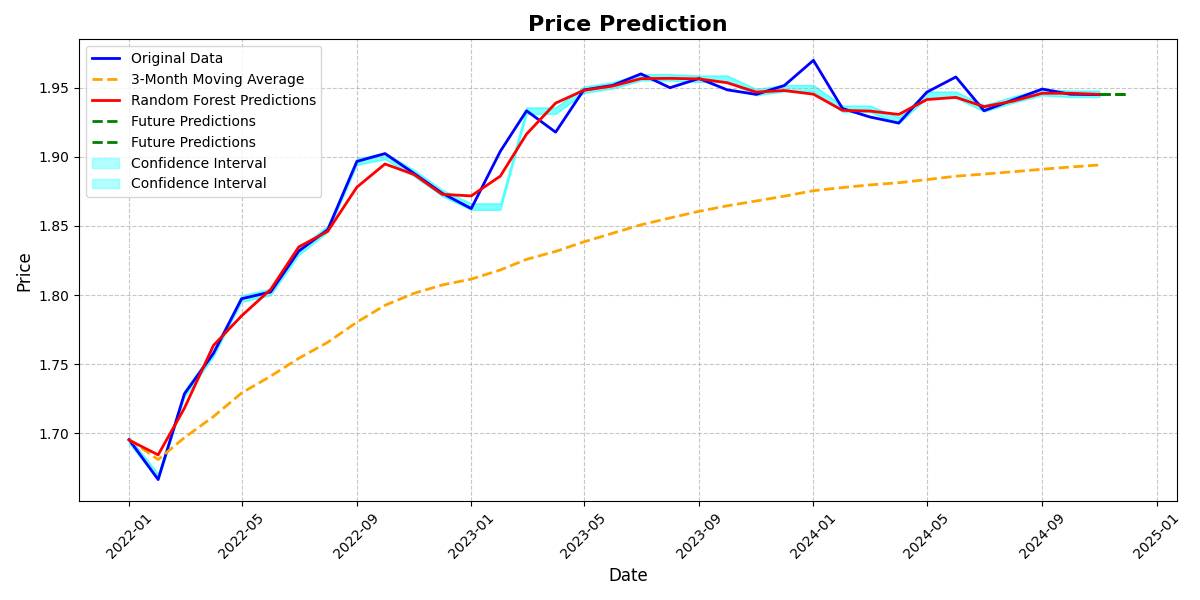 Price Prediction
Original Data
3-Month Moving Average
Random Forest Predictions
Future Predictions
Future Predictions
Confidence Interval
Confidence Interval
Price
1.95
1.90
1.85
1.80
1.75
1.70
2022-01
2022-05
2022-09
2023-01
2023-05
2023-09
2024-01
2024-05
2024-09
2025-01
Date